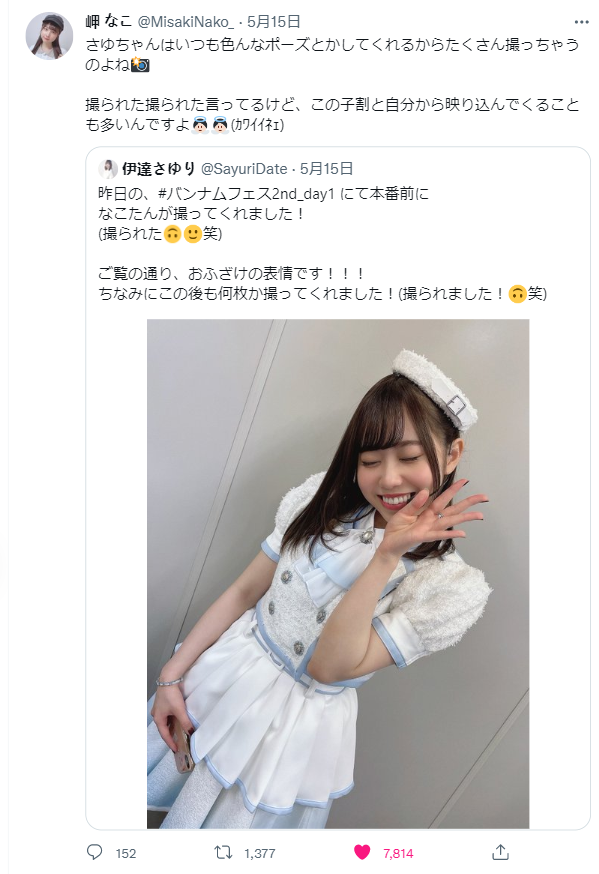 岬 なこ @MisakiNako_ · 5月15日
さゆちゃんはいつも色んなポーズとかしてくれるからたくさん撮っちゃう
のよね📸
撮られた撮られた言ってるけど、この子割と自分から映り込んでくること
も多いんですよ👼🏻👼🏻(ｶﾜｲｲﾈｪ)
伊達さゆり @SayuriDate · 5月15日
昨日の、#バンナムフェス2nd_day1 にて本番前に
なこたんが撮ってくれました！
(撮られた🙃🙂笑)
ご覧の通り、おふざけの表情です！！！
ちなみにこの後も何枚か撮ってくれました！(撮られました！🙃笑)
152 1,377 7,814